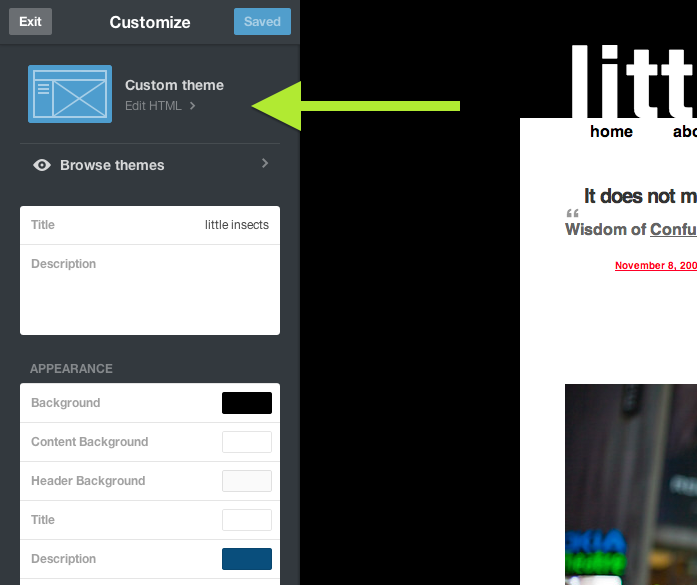 Exit
Customize
Saved
Custom theme
Edit HTML
Browse themes
Title
little insects
Description
APPEARANCE
Background
Content Background
Header Background
Title
Description
litt
home
abo
It does not m
“
Wisdom of Confu
November 8, 200